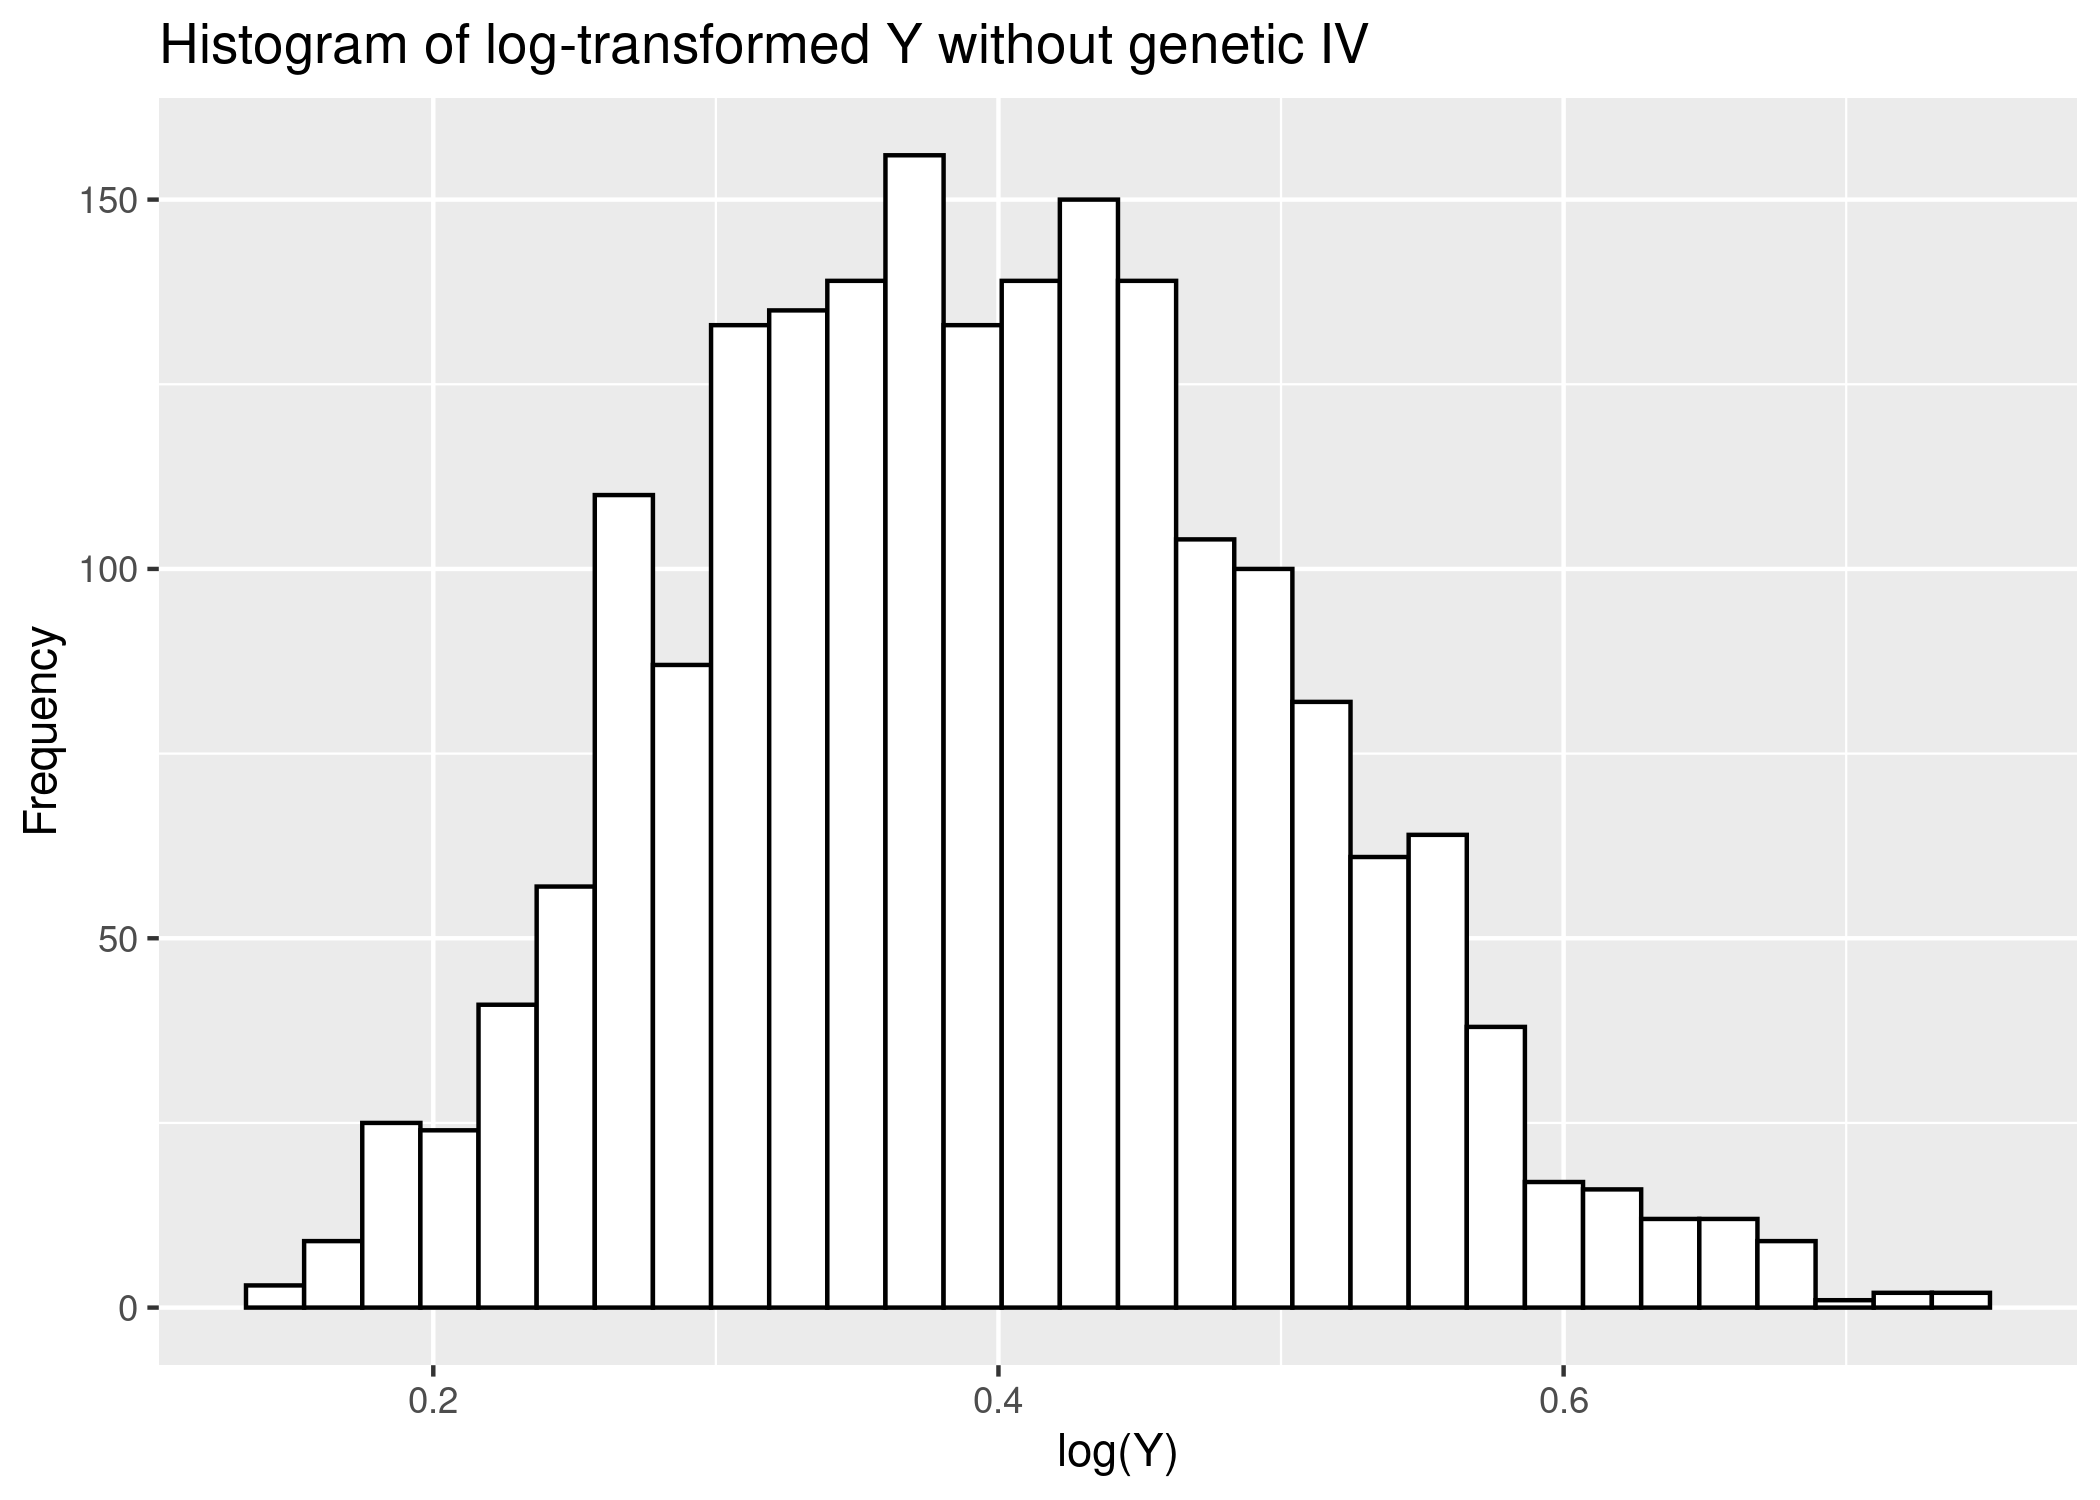 Histogram of log-transformed Y without genetic IV
Frequency
150
100
50
0
0.2 0.4 0.6
log(Y)